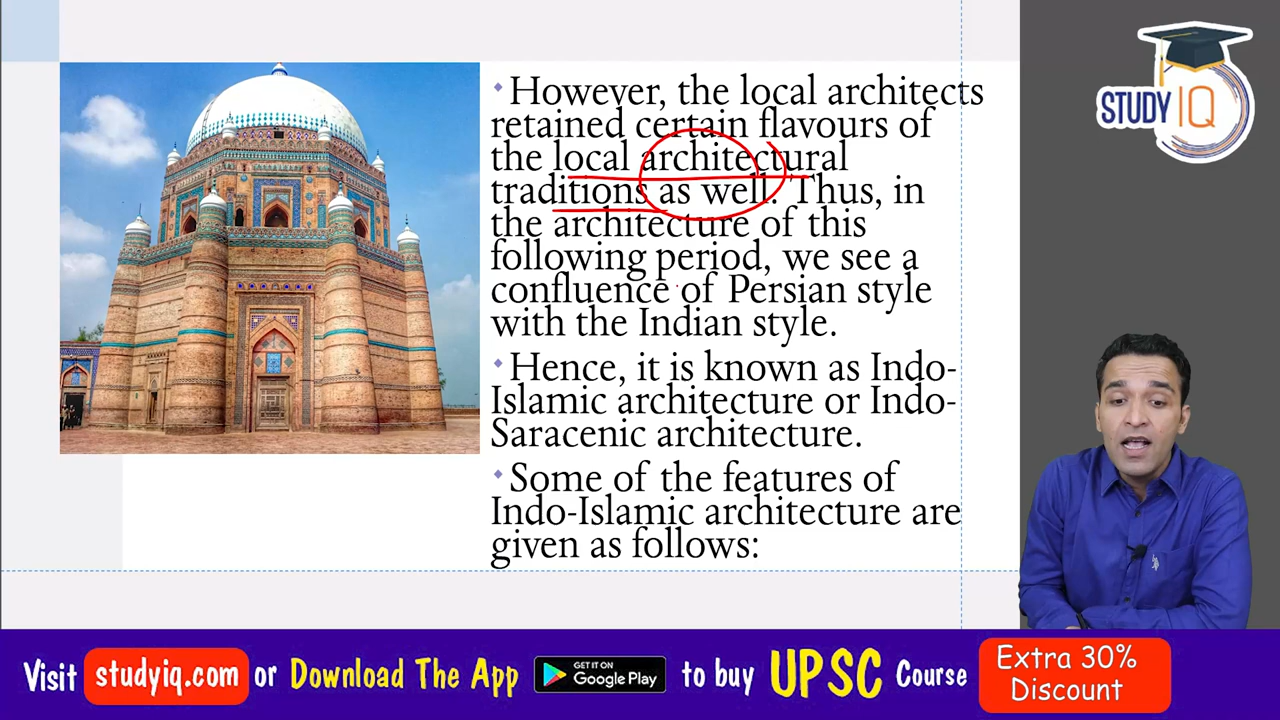 However, the local architects
retained certain flavours of
the local architectural
traditions as well. Thus, in
the architecture of this
following period, we see a
confluence of Persian style
with the Indian style.
Hence, it is known as Indo-
Islamic architecture or Indo-
Saracenic architecture.
Some of the features of
Indo-Islamic architecture are
given as follows:
STUDY IQ
Visit studyiq.com or Download The App GET IT ON Google Play to buy UPSC Course
Extra 30%
Discount